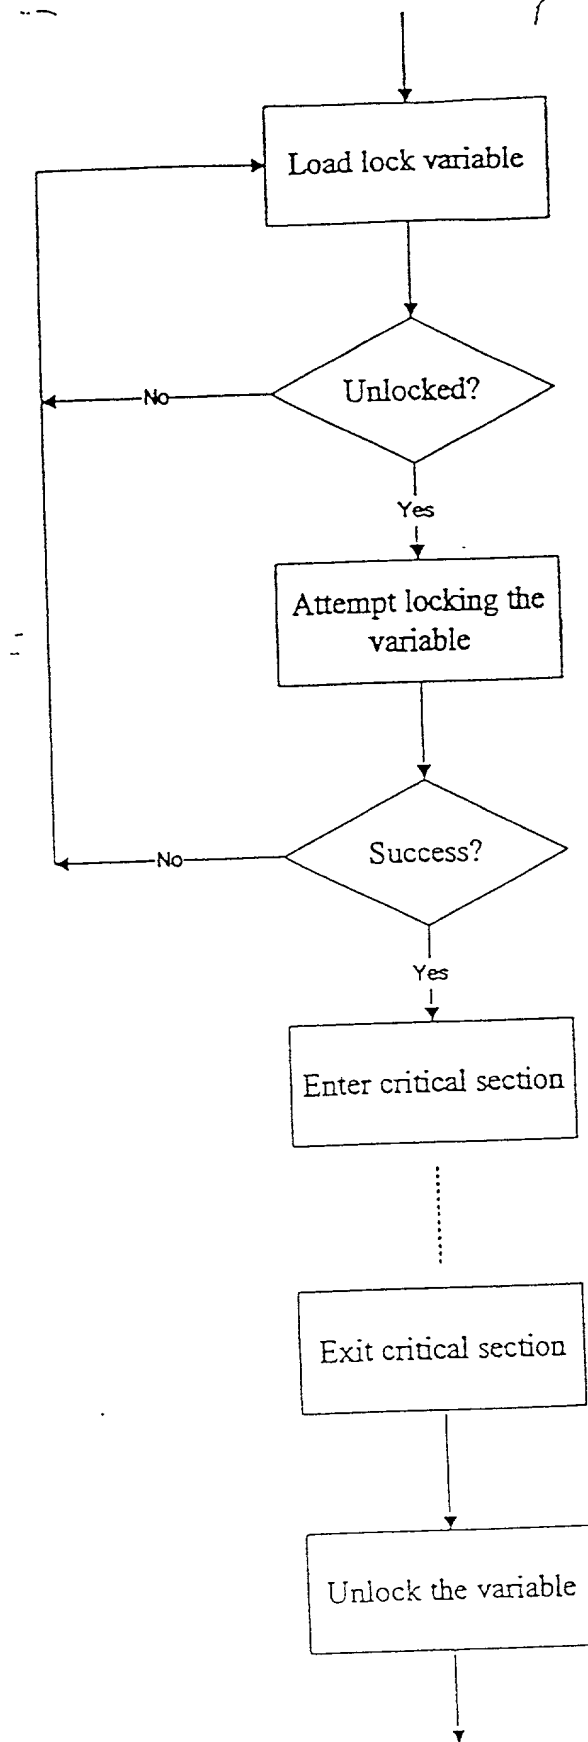 Load lock variable
Unlocked?
No
Yes
Attempt locking the
variable
Success?
No
Yes
Enter critical section
Exit critical section
Unlock the variable